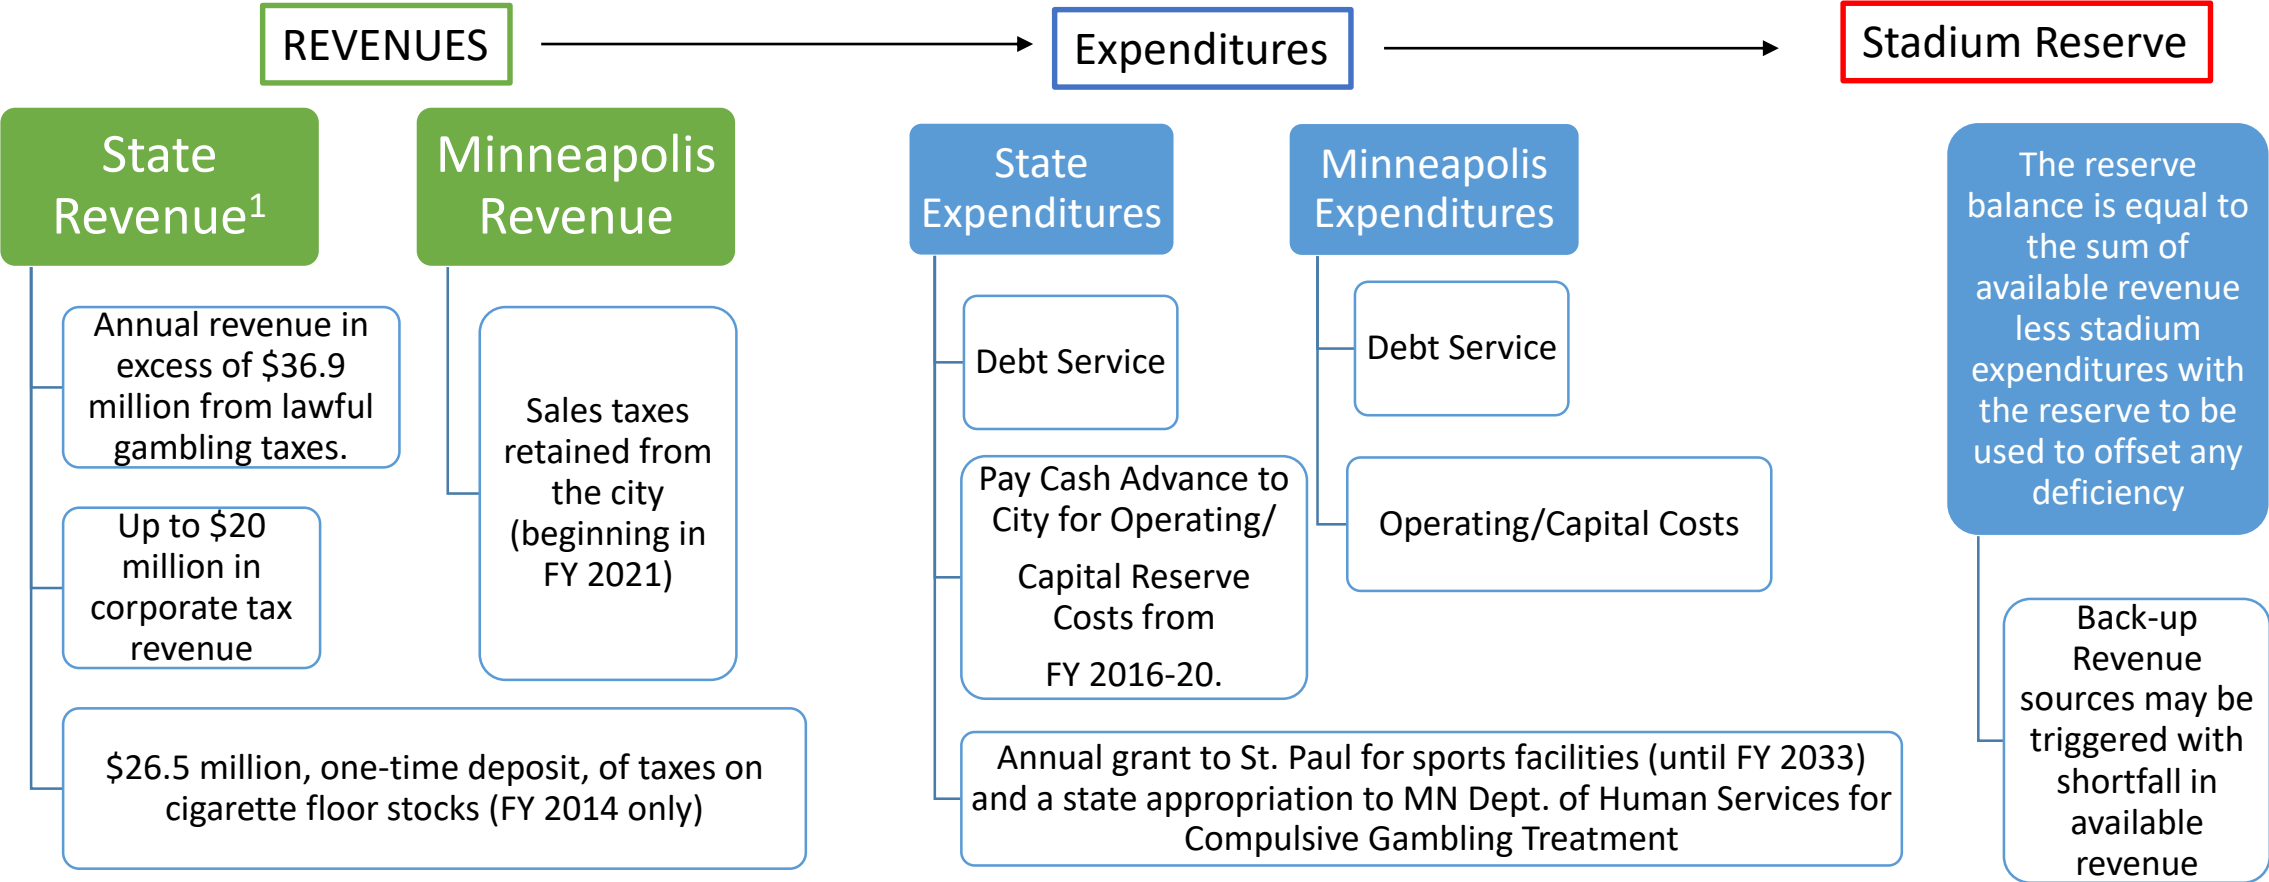 REVENUES
Expenditures
Stadium Reserve
State
Revenue¹
Annual revenue in
excess of $36.9
million from lawful
gambling taxes.
Up to $20
million in
corporate tax
revenue
$26.5 million, one-time deposit, of taxes on
cigarette floor stocks (FY 2014 only)
Minneapolis
Revenue
Sales taxes
retained from
the city
(beginning in
FY 2021)
State
Expenditures
Debt Service
Pay Cash Advance to
City for Operating/
Capital Reserve
Costs from
FY 2016-20.
Annual grant to St. Paul for sports facilities (until FY 2033)
and a state appropriation to MN Dept. of Human Services for
Compulsive Gambling Treatment
Minneapolis
Expenditures
Debt Service
Operating/Capital Costs
The reserve
balance is equal to
the sum of
available revenue
less stadium
expenditures with
the reserve to be
used to offset any
deficiency
Back-up
Revenue
sources may be
triggered with
shortfall in
available
revenue